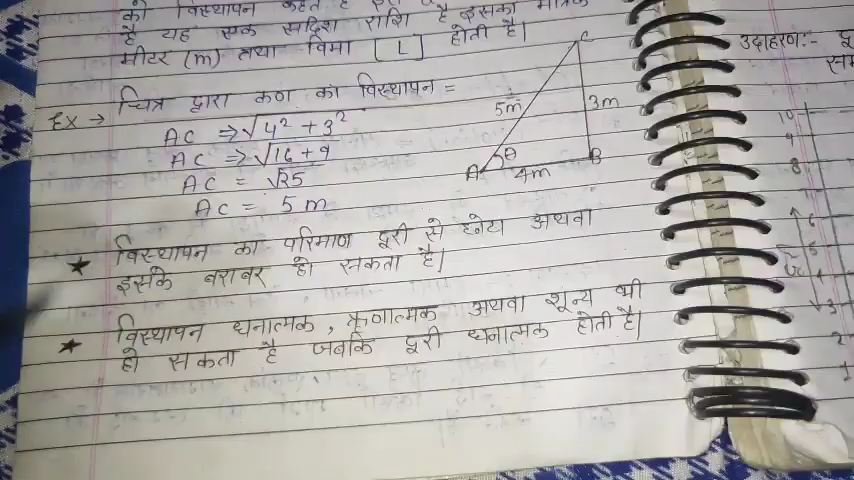 को विस्थापन कहते है
है यह एक सदिश राशि है इसका मात्रक
मीटर (m) तथा विमा [L] होती है।
Ex → चित्र द्वारा कण का विस्थापन =
AC ⇒ √4² + 3²
AC ⇒ √16 + 9
AC = √25
AC = 5 m
C
5m
3m
θ
A
B
4m
★ विस्थापन का परिमाण दूरी से छोटा अथवा
इसके बराबर हो सकता है।
★ विस्थापन धनात्मक, ऋणात्मक अथवा शून्य भी
हो सकता है जबकि दूरी धनात्मक होती है।
उदाहरण:-
10
9
8
6
5
4
3
2
1